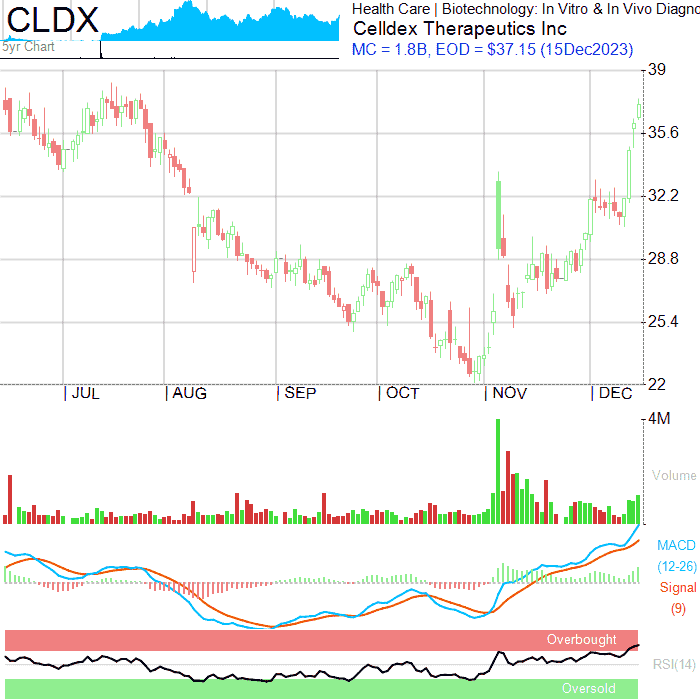 CLDX
5yr Chart
Health Care | Biotechnology: In Vitro & In Vivo Diagno
Celldex Therapeutics Inc
MC = 1.8B, EOD = $37.15 (15Dec2023)
39
35.6
32.2
28.8
25.4
22
JUL AUG SEP OCT NOV DEC
4M
Volume
MACD
(12-26)
Signal
(9)
Overbought
RSI(14)
Oversold